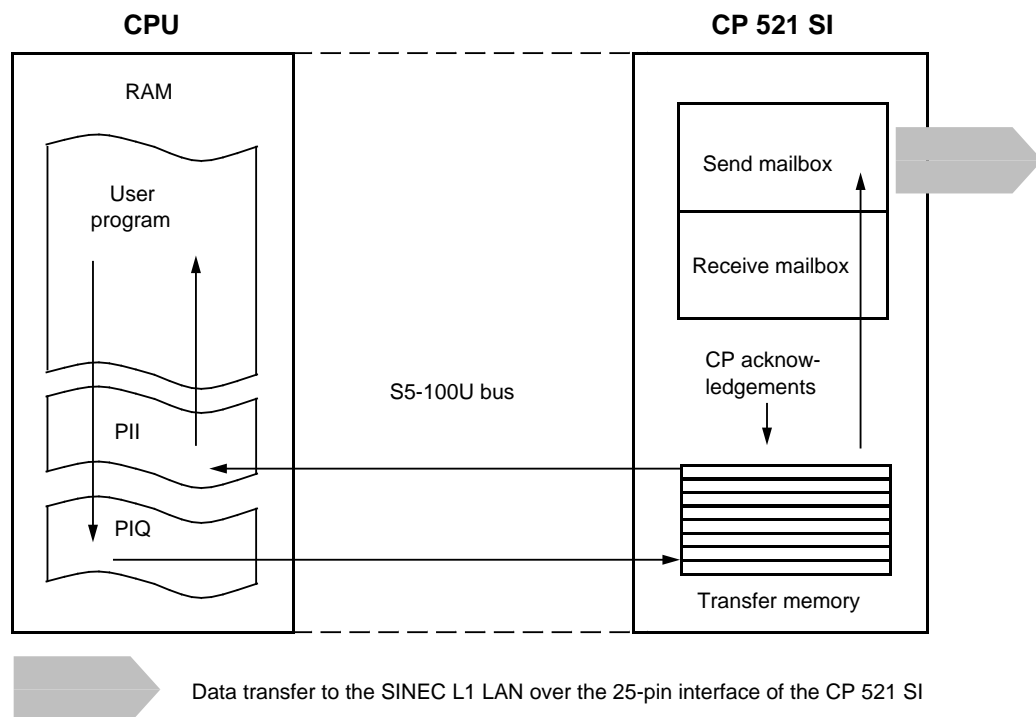 CPU
CP 521 SI
RAM
User
program
PII
PIQ
S5-100U bus
Send mailbox
Receive mailbox
CP acknow-
ledgements
Transfer memory
Data transfer to the SINEC L1 LAN over the 25-pin interface of the CP 521 SI